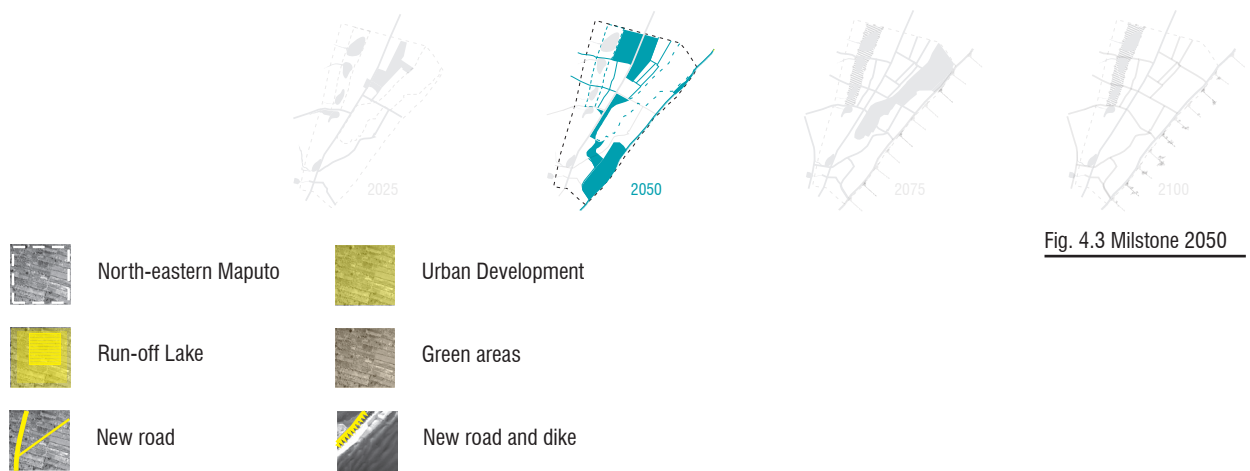 2025
2050
2075
2100
Fig. 4.3 Milstone 2050
North-eastern Maputo
Urban Development
Run-off Lake
Green areas
New road
New road and dike